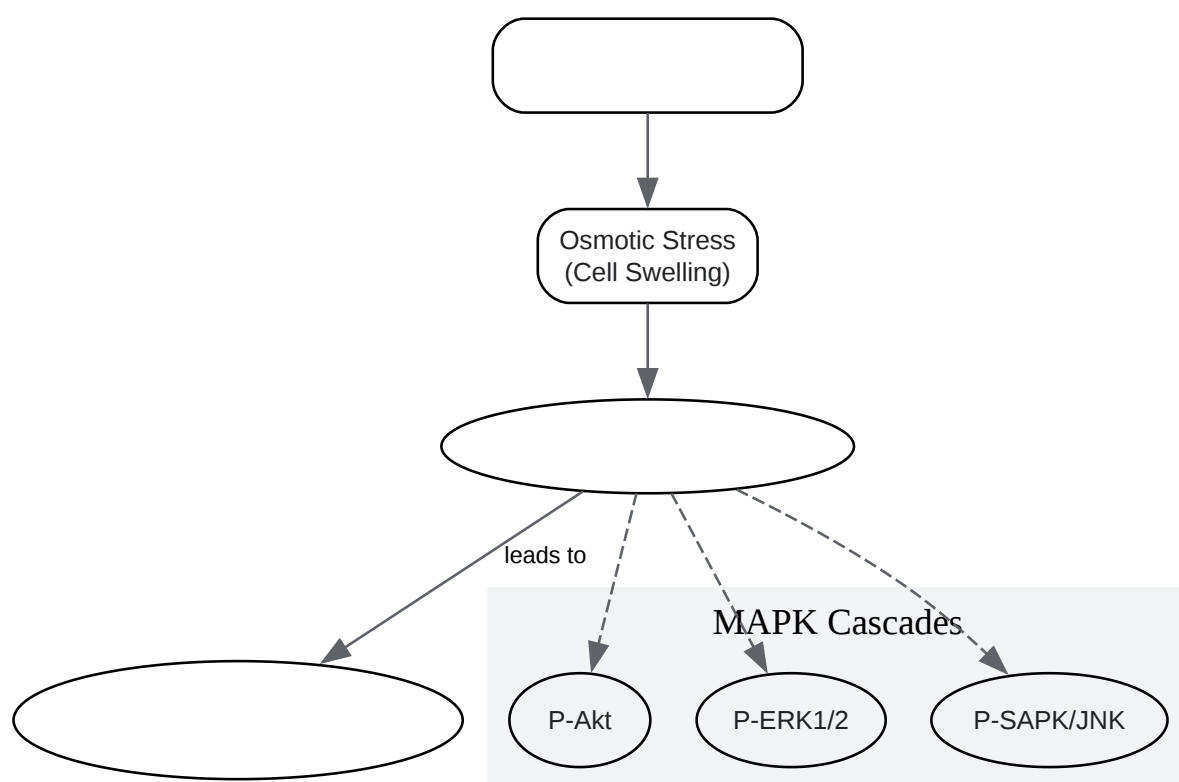 Osmotic Stress
(Cell Swelling)
leads to
MAPK Cascades
P-Akt
P-ERK1/2
P-SAPK/JNK